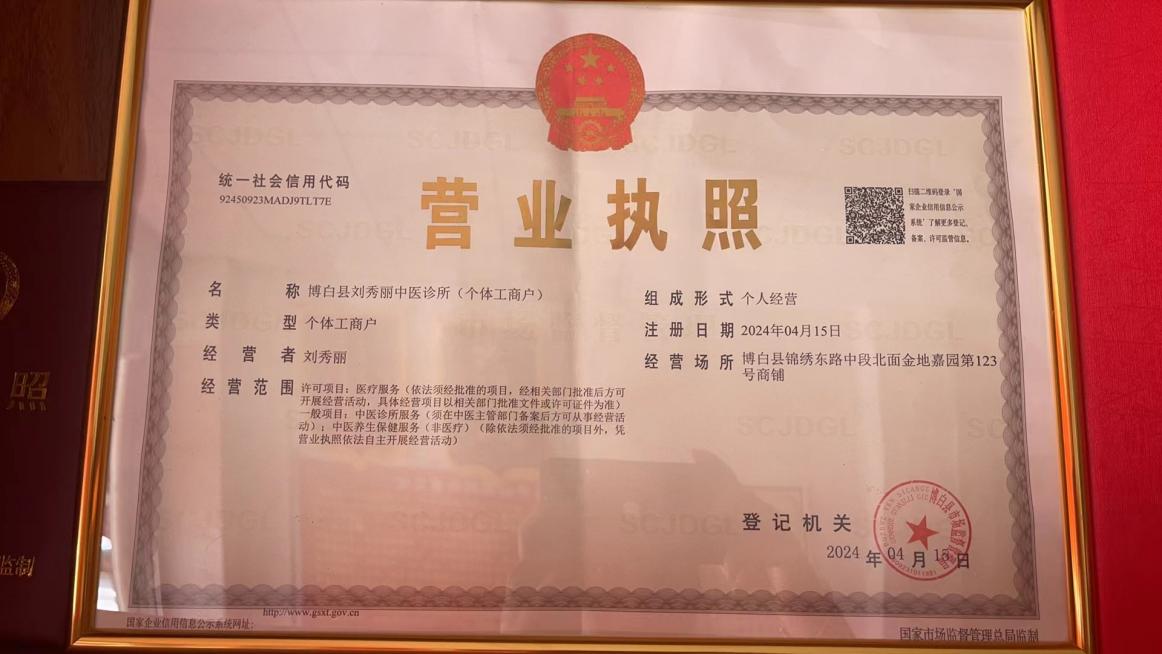 统一社会信用代码
92450923MADJ9TLT7E
营业执照
扫描二维码登录‘国
家企业信用信息公示
系统’了解更多登记、
备案、许可监管信息。
名 称 博白县刘秀丽中医诊所（个体工商户）
类 型 个体工商户
经 营 者 刘秀丽
经 营 范 围 许可项目：医疗服务（依法须经批准的项目，经相关部门批准后方可
开展经营活动，具体经营项目以相关部门批准文件或许可证件为准）
一般项目：中医诊所服务（须在中医主管部门备案后方可从事经营活
动）；中医养生保健服务（非医疗）（除依法须经批准的项目外，凭
营业执照依法自主开展经营活动）
组 成 形 式 个人经营
注 册 日 期 2024年04月15日
经 营 场 所 博白县锦绣东路中段北面金地嘉园第123
号商铺
登 记 机 关
2024 年 04 月 15 日
http://www.gsxt.gov.cn
国家企业信用信息公示系统网址：
国家市场监督管理总局监制
照
监制
SCJDGL